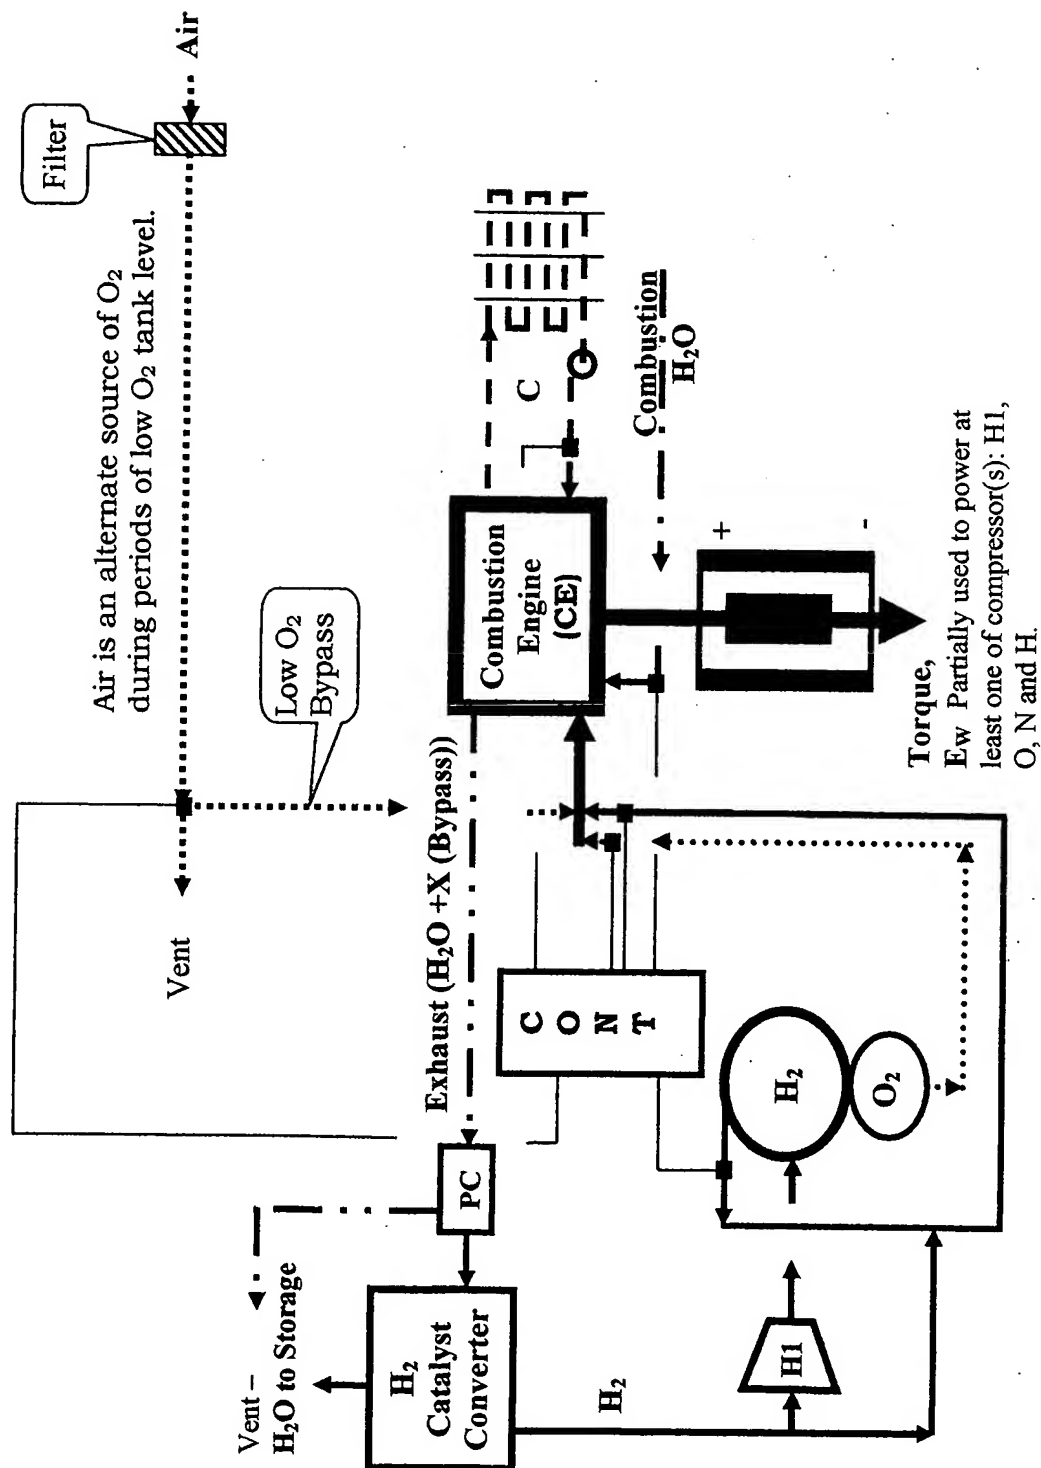 Air
Filter
Air is an alternate source of O₂
during periods of low O₂ tank level.
Low O₂
Bypass
Vent
Vent –
H₂O to Storage
PC
Exhaust (H₂O +X (Bypass))
Combustion
Engine
(CE)
C
Combustion
H₂O
H₂
Catalyst
Converter
C
O
N
T
H₂
O₂
H₂
H1
+
-
Torque,
Ew Partially used to power at
least one of compressor(s): H1,
O, N and H.